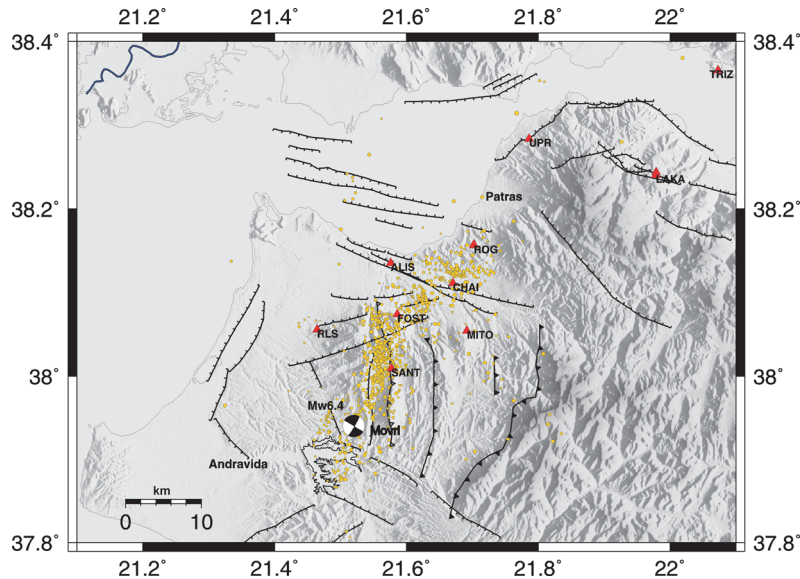 21.2˚ 21.4˚ 21.6˚ 21.8˚ 22˚
38.4˚ 38.4˚
TRIZ
UPR
LAKA
Patras
38.2˚ 38.2˚
ROG
ALIS
CHAI
FOST
RLS
MITO
38˚ 38˚
SANT
Mw6.4
Movri
Andravida
km
0 10
37.8˚ 37.8˚
21.2˚ 21.4˚ 21.6˚ 21.8˚ 22˚